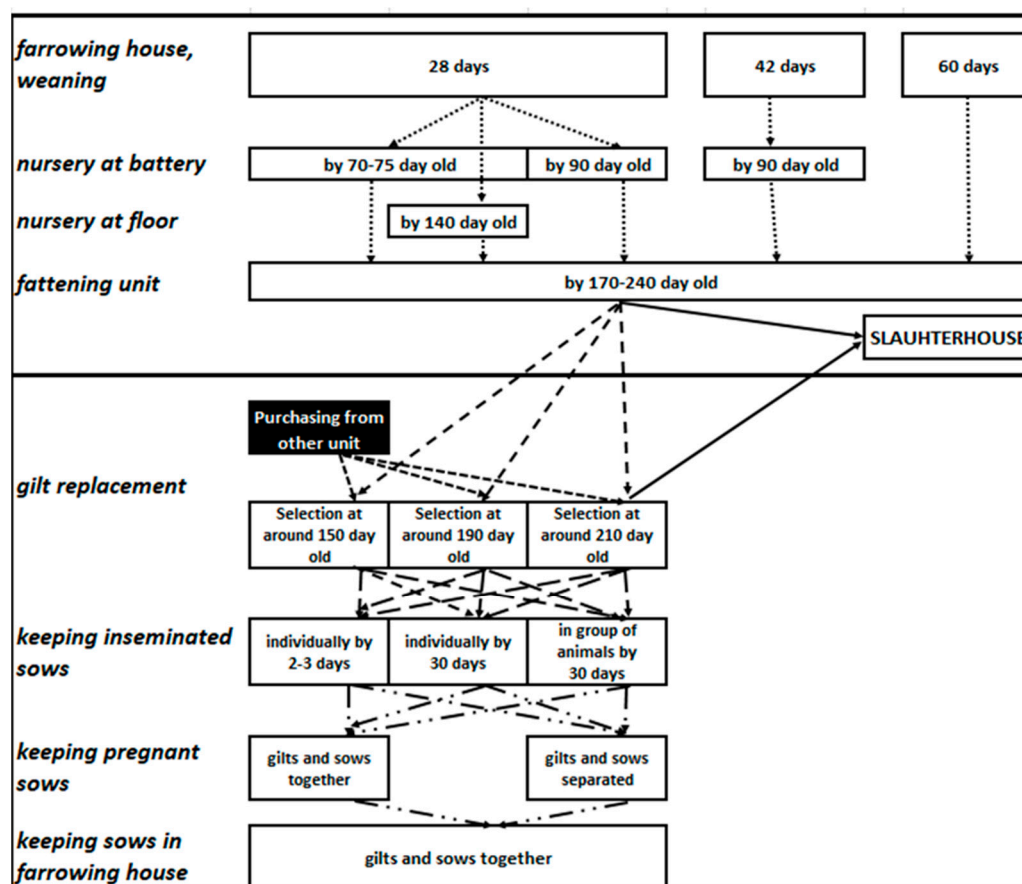 farrowing house,
weaning
28 days
42 days
60 days
nursery at battery
by 70-75 day old
by 90 day old
by 90 day old
nursery at floor
by 140 day old
fattening unit
by 170-240 day old
SLAUHTERHOUSE
Purchasing from
other unit
gilt replacement
Selection at
around 150 day
old
Selection at
around 190 day
old
Selection at
around 210 day
old
keeping inseminated
sows
individually by
2-3 days
individually by
30 days
in group of
animals by
30 days
keeping pregnant
sows
gilts and sows
together
gilts and sows
separated
keeping sows in
farrowing house
gilts and sows together